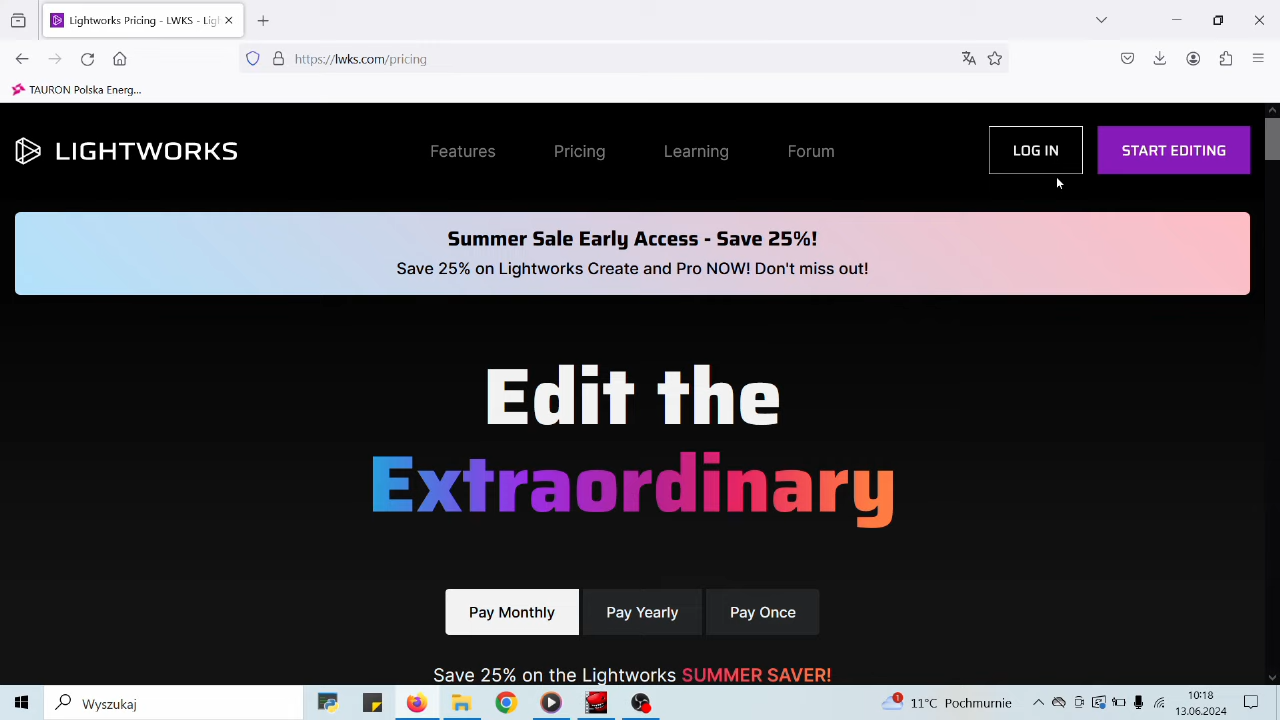 Lightworks Pricing - LWKS - Ligh
https://lwks.com/pricing
TAURON Polska Energ...
LIGHTWORKS
Features
Pricing
Learning
Forum
LOG IN
START EDITING
Summer Sale Early Access - Save 25%!
Save 25% on Lightworks Create and Pro NOW! Don't miss out!
Edit the
Extraordinary
Pay Monthly
Pay Yearly
Pay Once
Save 25% on the Lightworks SUMMER SAVER!
Wyszukaj
1
11°C Pochmurnie
10:18
13.06.2024